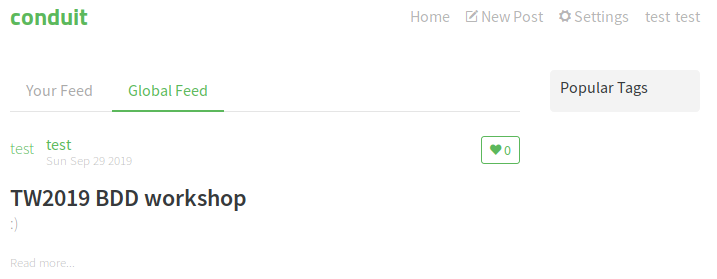 conduit
Home New Post Settings test test
Your Feed Global Feed
Popular Tags
test test
Sun Sep 29 2019
0
TW2019 BDD workshop
:)
Read more...